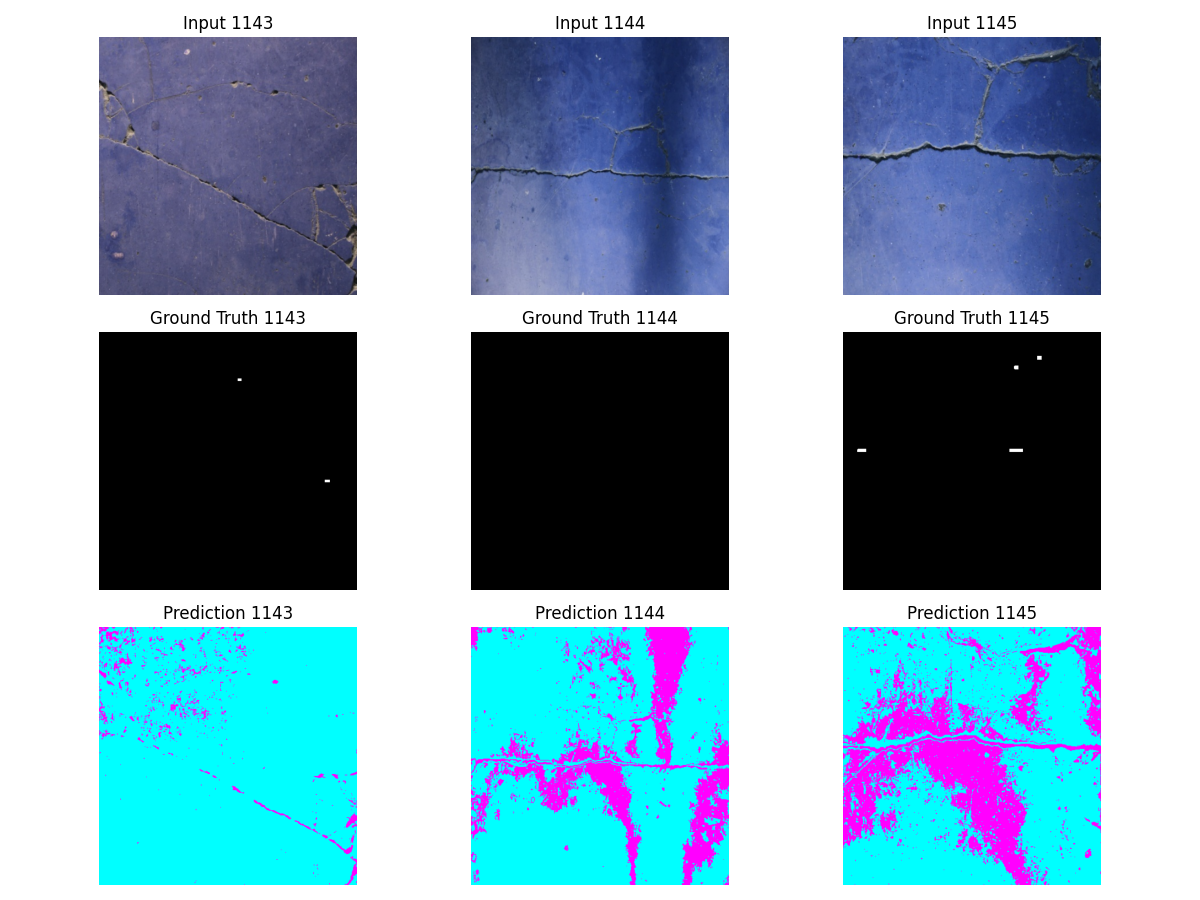 Input 1143
Input 1144
Input 1145
Ground Truth 1143
Ground Truth 1144
Ground Truth 1145
Prediction 1143
Prediction 1144
Prediction 1145